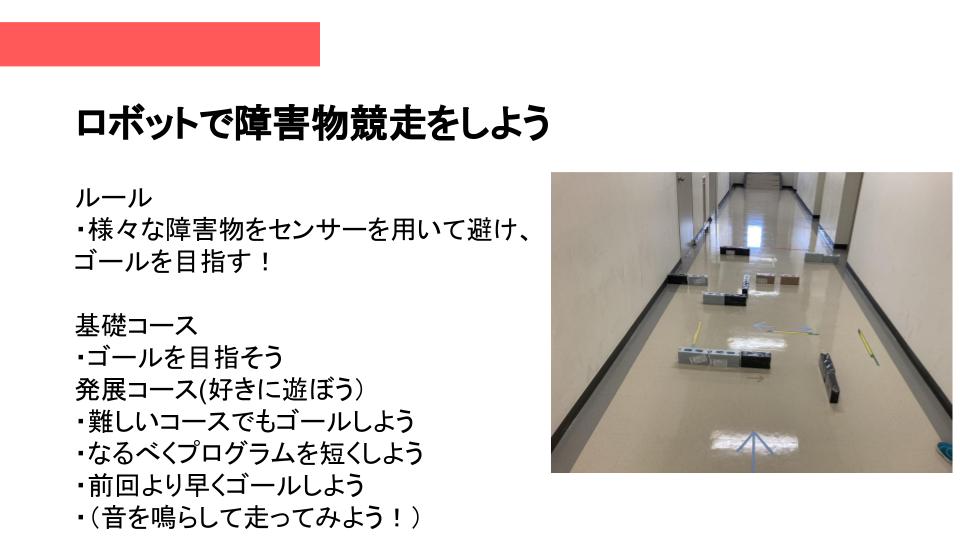 ロボットで障害物競走をしよう
ルール
・様々な障害物をセンサーを用いて避け、
ゴールを目指す！
基礎コース
・ゴールを目指そう
発展コース(好きに遊ぼう）
・難しいコースでもゴールしよう
・なるべくプログラムを短くしよう
・前回より早くゴールしよう
・（音を鳴らして走ってみよう！）